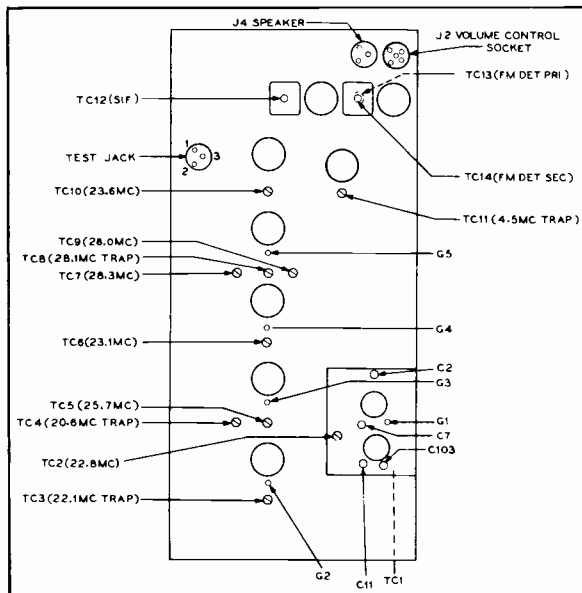 J4 SPEAKER
J2 VOLUME CONTROL
SOCKET
TC13(FM DET PRI)
TC12(SIF)
1
TEST JACK
3
2
TC14(FM DET SEC)
TC10(23.6MC)
TC11(4.5MC TRAP)
TC9(28.0MC)
TC8(28.1MC TRAP)
TC7(28.3MC)
G5
G4
TC6(23.1MC)
C2
G3
TC5(25.7MC)
TC4(20.6MC TRAP)
G1
C7
TC2(22.8MC)
C103
TC3(22.1MC TRAP)
G2
C11
TC1